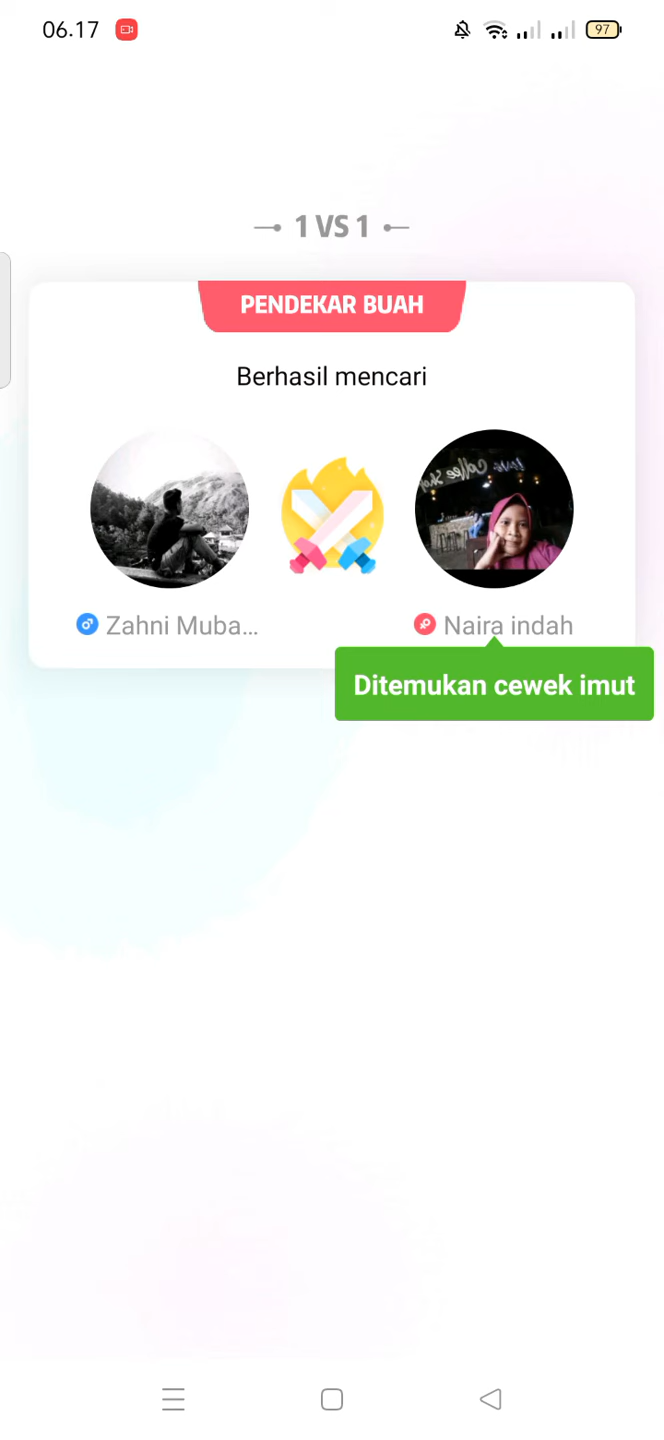 06.17
97
1 VS 1
PENDEKAR BUAH
Berhasil mencari
Zahni Muba...
Naira indah
Ditemukan cewek imut